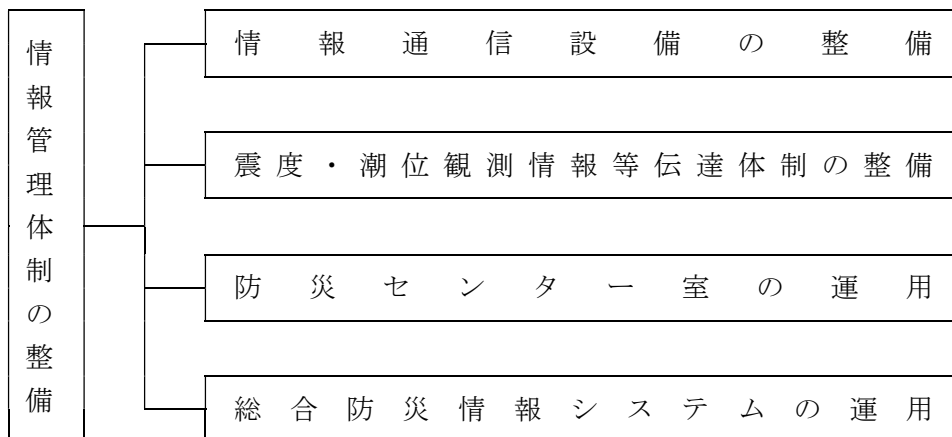 情報管理体制の整備
情報通信設備の整備
震度・潮位観測情報等伝達体制の整備
防災センター室の運用
総合防災情報システムの運用